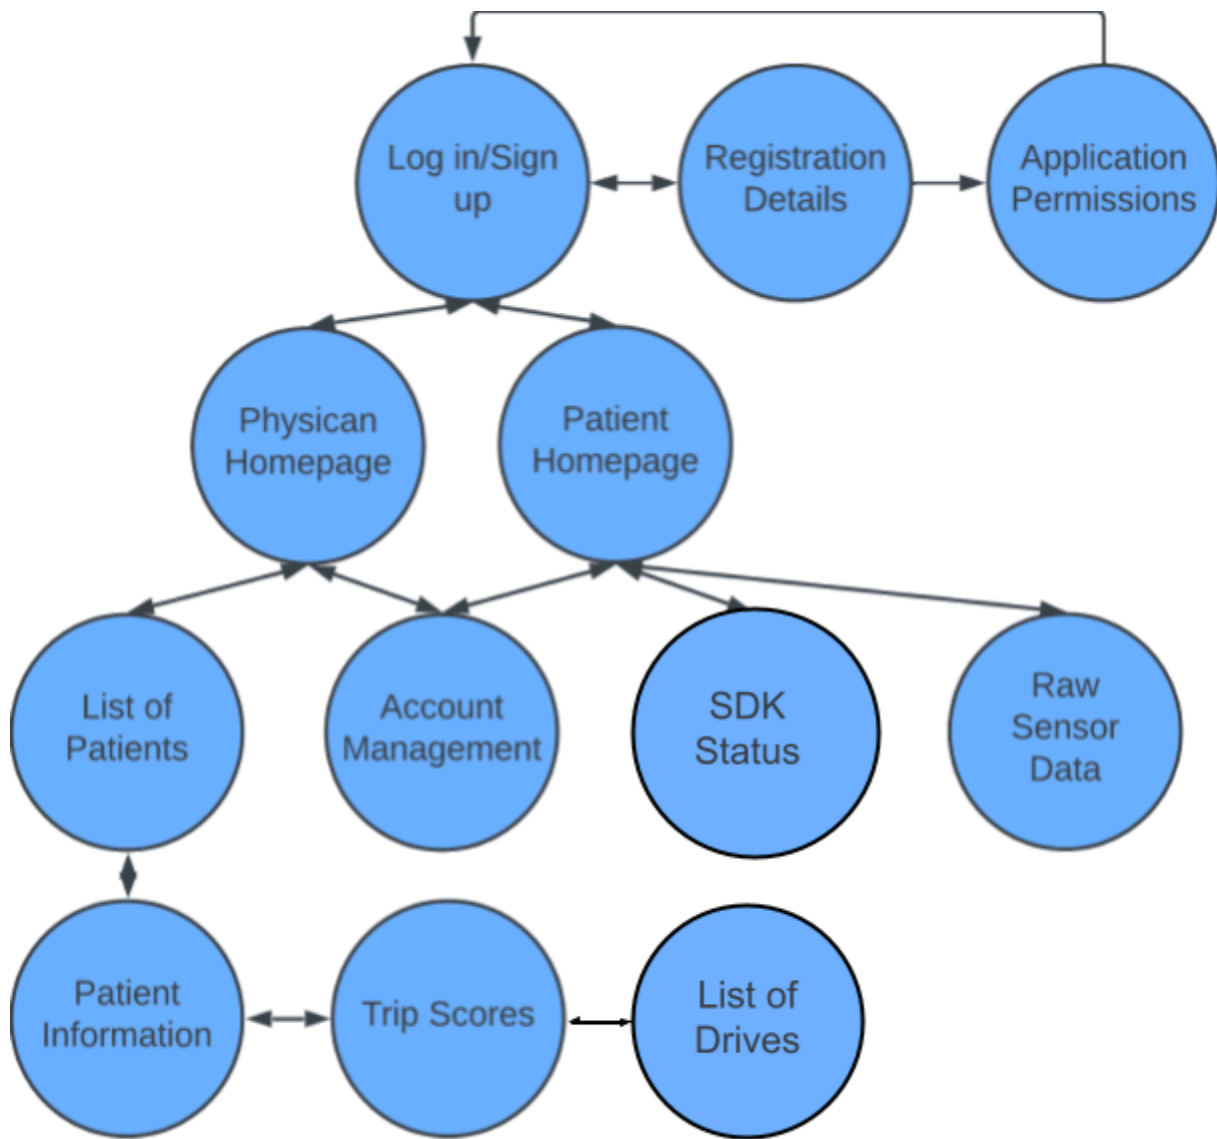 Log in/Sign
up
Registration
Details
Application
Permissions
Physican
Homepage
Patient
Homepage
List of
Patients
Account
Management
SDK
Status
Raw
Sensor
Data
Patient
Information
Trip Scores
List of
Drives